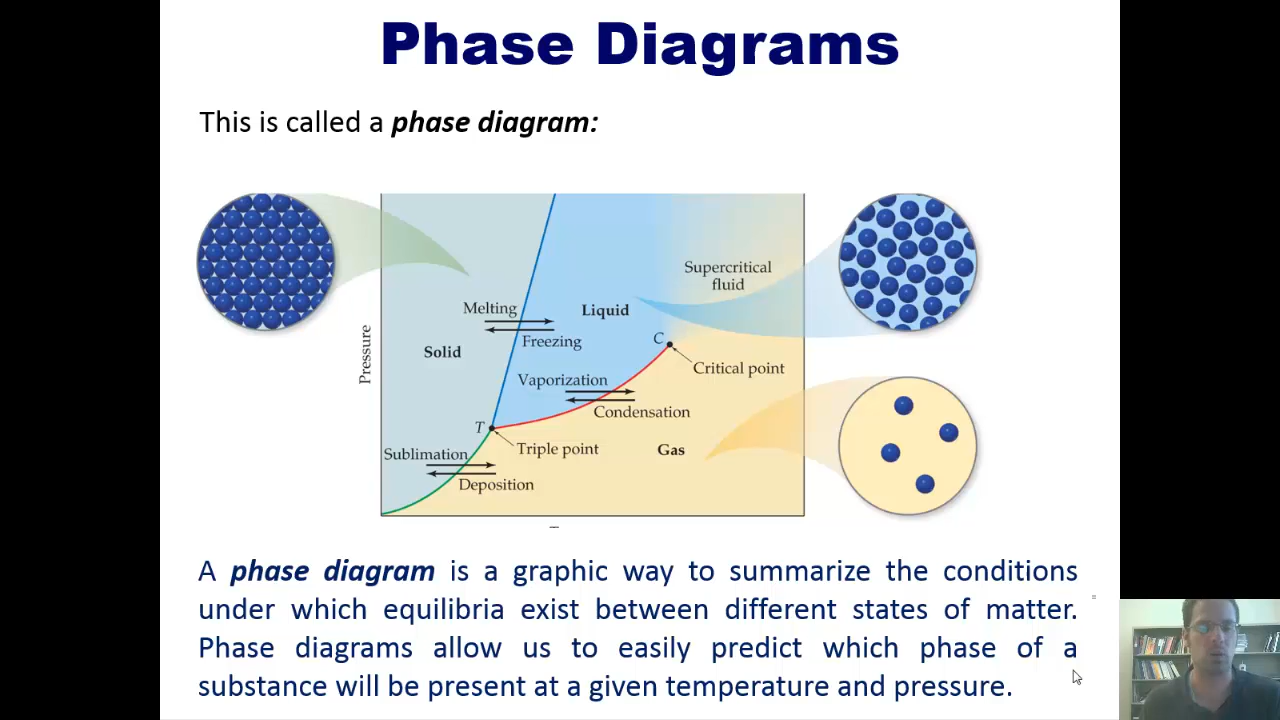 Phase Diagrams
This is called a phase diagram:
Supercritical
fluid
Melting
Liquid
Freezing
Solid
C
Critical point
Pressure
Vaporization
Condensation
T
Triple point
Gas
Sublimation
Deposition
A phase diagram is a graphic way to summarize the conditions
under which equilibria exist between different states of matter.
Phase diagrams allow us to easily predict which phase of a
substance will be present at a given temperature and pressure.